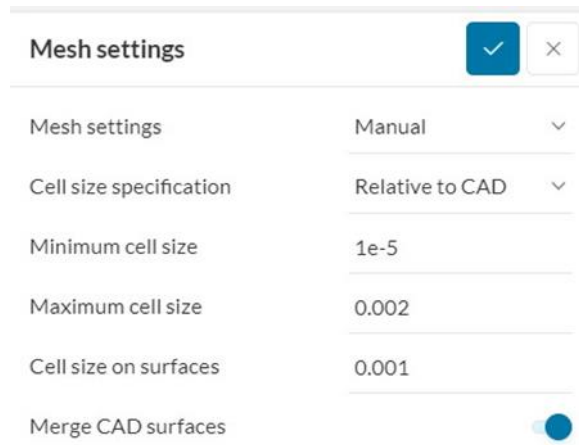 Mesh settings
Mesh settings Manual
Cell size specification Relative to CAD
Minimum cell size 1e-5
Maximum cell size 0.002
Cell size on surfaces 0.001
Merge CAD surfaces